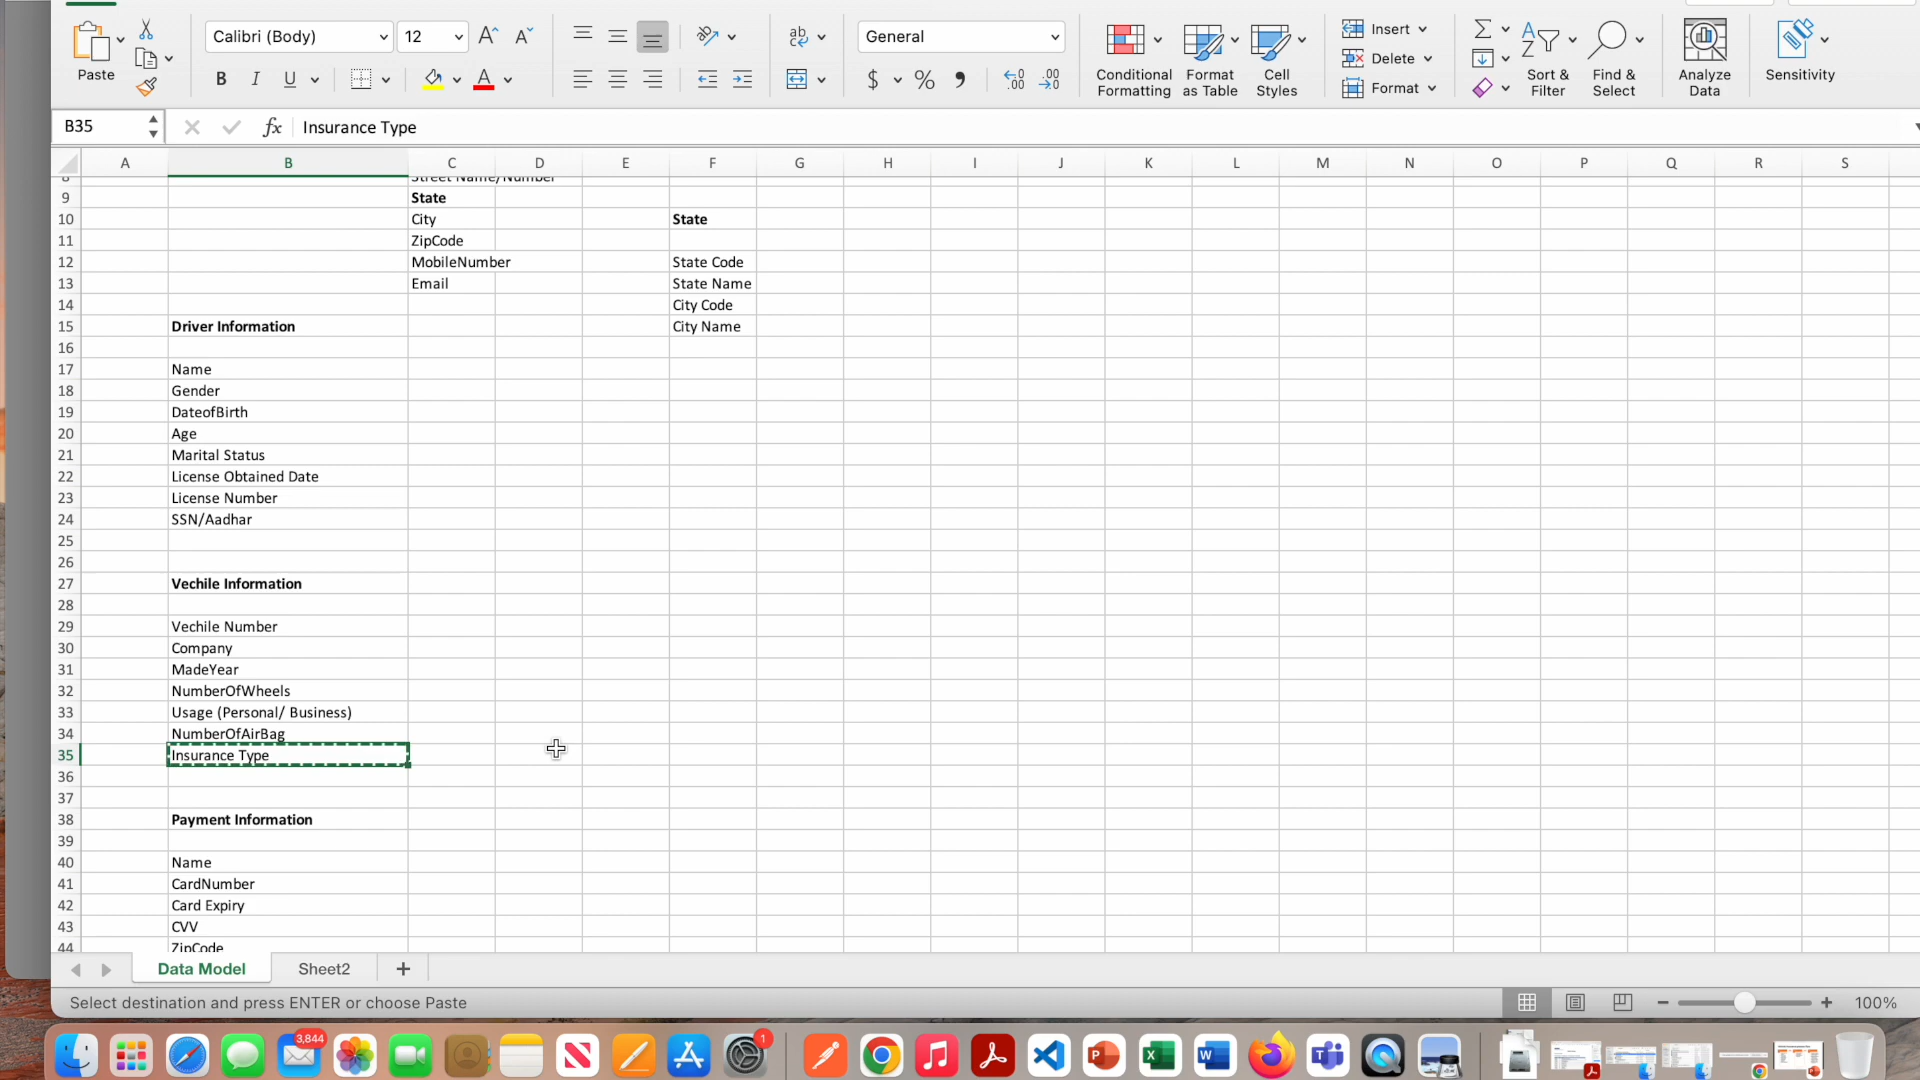 Calibri (Body)
12
A^
Aˇ
ab
General
Insert
Delete
Format
Paste
B
I
U
A
$
%
Conditional
Formatting
Format
as Table
Cell
Styles
Sort &
Filter
Find &
Select
Analyze
Data
Sensitivity
B35
fx
Insurance Type
A B C D E F G H I J K L M N O P Q R S
8 Street Name/Number
9 State
10 City State
11 ZipCode
12 MobileNumber State Code
13 Email State Name
14 City Code
15 Driver Information City Name
16
17 Name
18 Gender
19 DateofBirth
20 Age
21 Marital Status
22 License Obtained Date
23 License Number
24 SSN/Aadhar
25
26
27 Vechile Information
28
29 Vechile Number
30 Company
31 MadeYear
32 NumberOfWheels
33 Usage (Personal/ Business)
34 NumberOfAirBag
35 Insurance Type
36
37
38 Payment Information
39
40 Name
41 CardNumber
42 Card Expiry
43 CVV
44 ZipCode
Data Model Sheet2 +
Select destination and press ENTER or choose Paste
100%
3,844
1